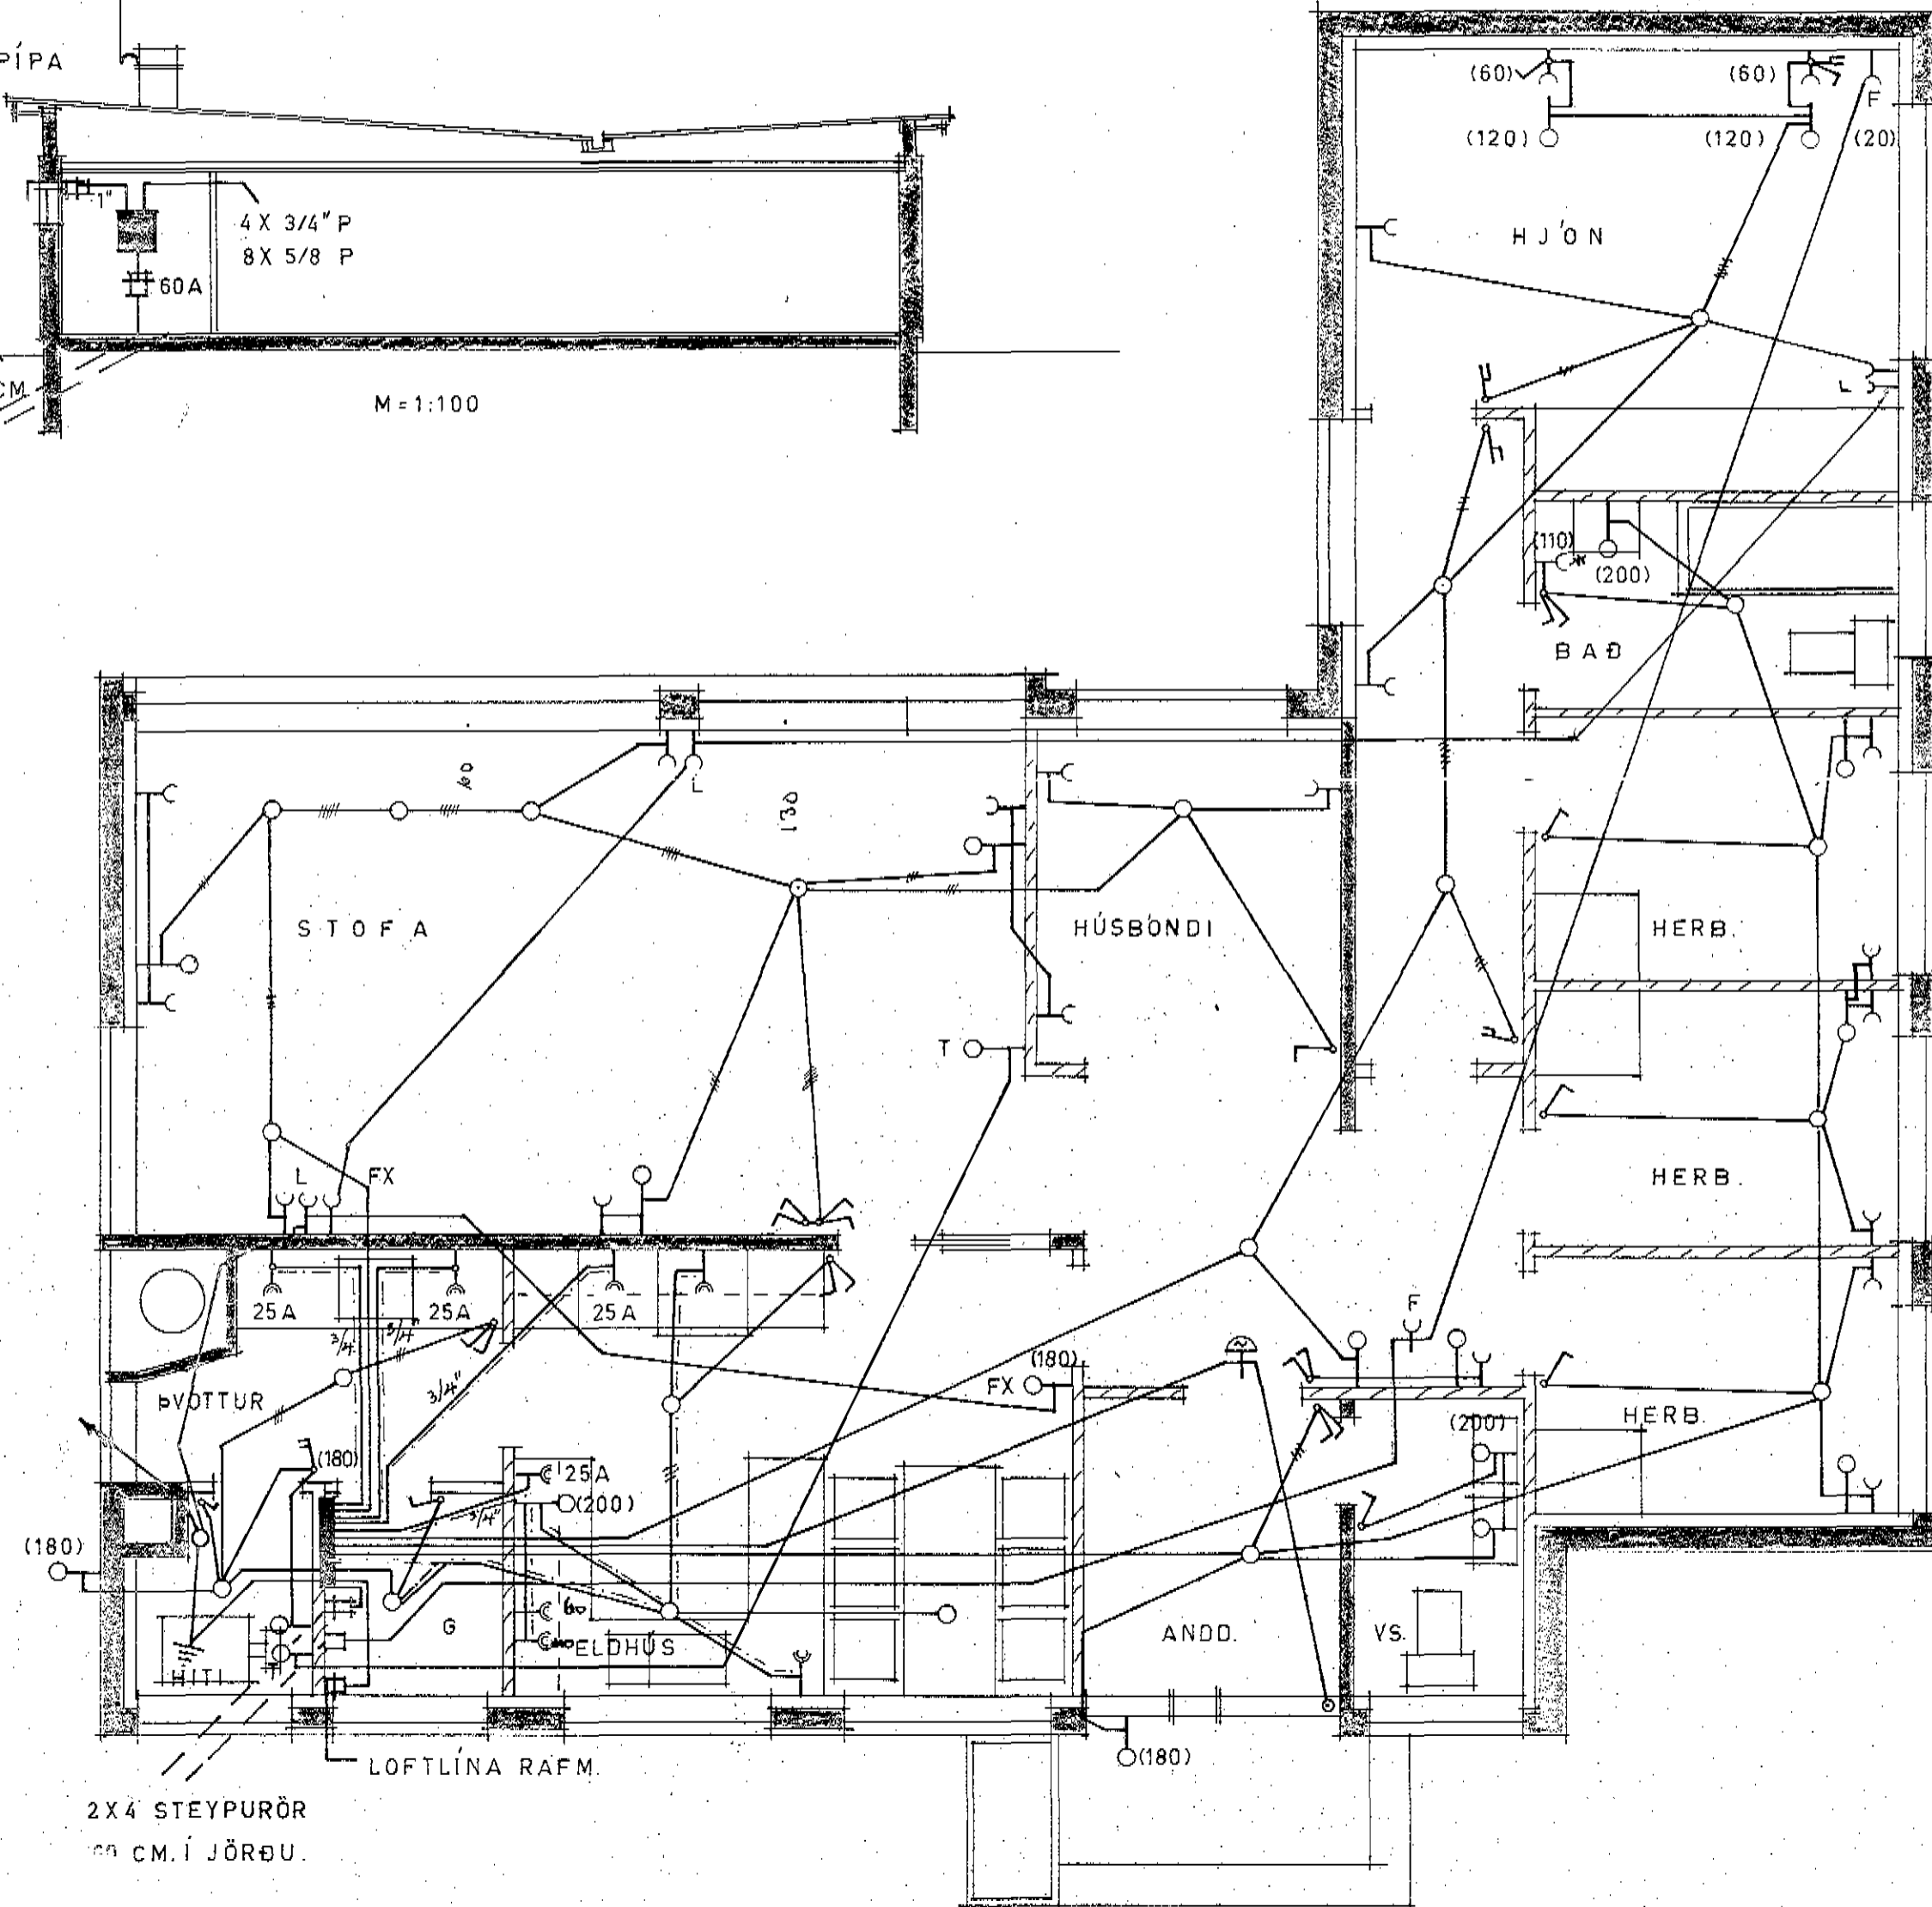 PÍPA
1"
4 X 3/4" P
8 X 5/8 P
60A
CM
M = 1:100
(60)
(60)
F
(120)
(120)
(20)
HJÓN
L
(110)
(200)
BAÐ
60
L
130
STOFA
HÚSBÓNDI
HERB.
T
L
FX
HERB.
25A
3/4"
3/4"
25A
25A
F
(180)
FX
3/4"
ÞVOTTUR
HERB.
(200)
(180)
25A
(200)
3/4"
(180)
60
G
ELDHÚS
ANDD.
VS.
HITI
LOFTLÍNA RAFM.
(180)
2X4 STEYPURÖR
CM. Í JÖRÐU.